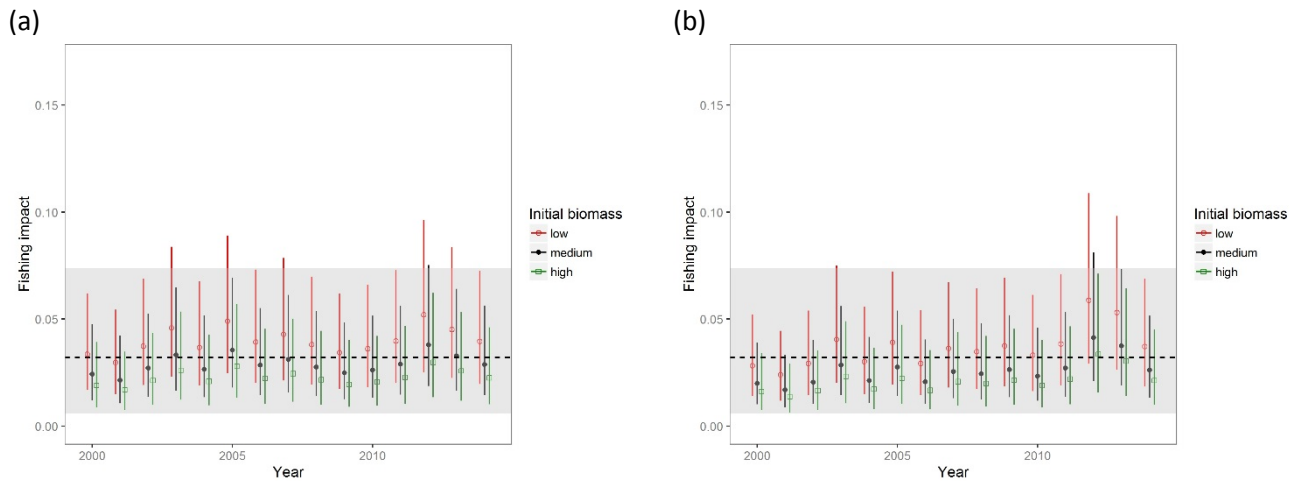 (a)
(b)
0.15
0.10
0.05
0.00
Fishing impact
2000
2005
2010
Year
Initial biomass
low
medium
high
0.15
0.10
0.05
0.00
Fishing impact
2000
2005
2010
Year
Initial biomass
low
medium
high